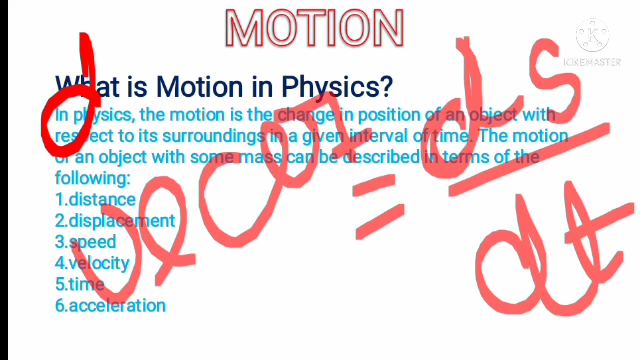 MOTION
KINEMASTER
What is Motion in Physics?
In physics, the motion is the change in position of an object with
respect to its surroundings in a given interval of time. The motion
of an object with some mass can be described in terms of the
following:
1.distance
2.displacement
3.speed
4.velocity
5.time
6.acceleration
d
= ds
dt